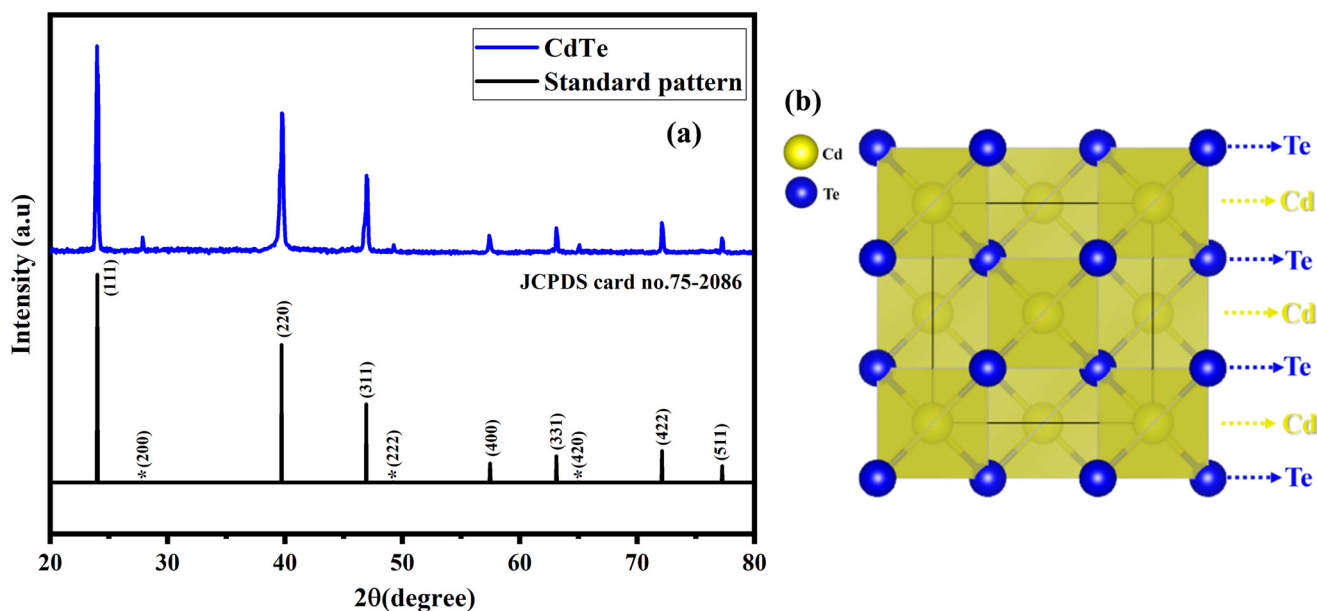 CdTe
Standard pattern
(a)
JCPDS card no.75-2086
Intensity (a.u)
(111)
*(200)
(220)
(311)
*(222)
(400)
(331)
*(420)
(422)
(511)
20 30 40 50 60 70 80
2θ(degree)
(b)
Cd
Te
Te
Cd
Te
Cd
Te
Cd
Te